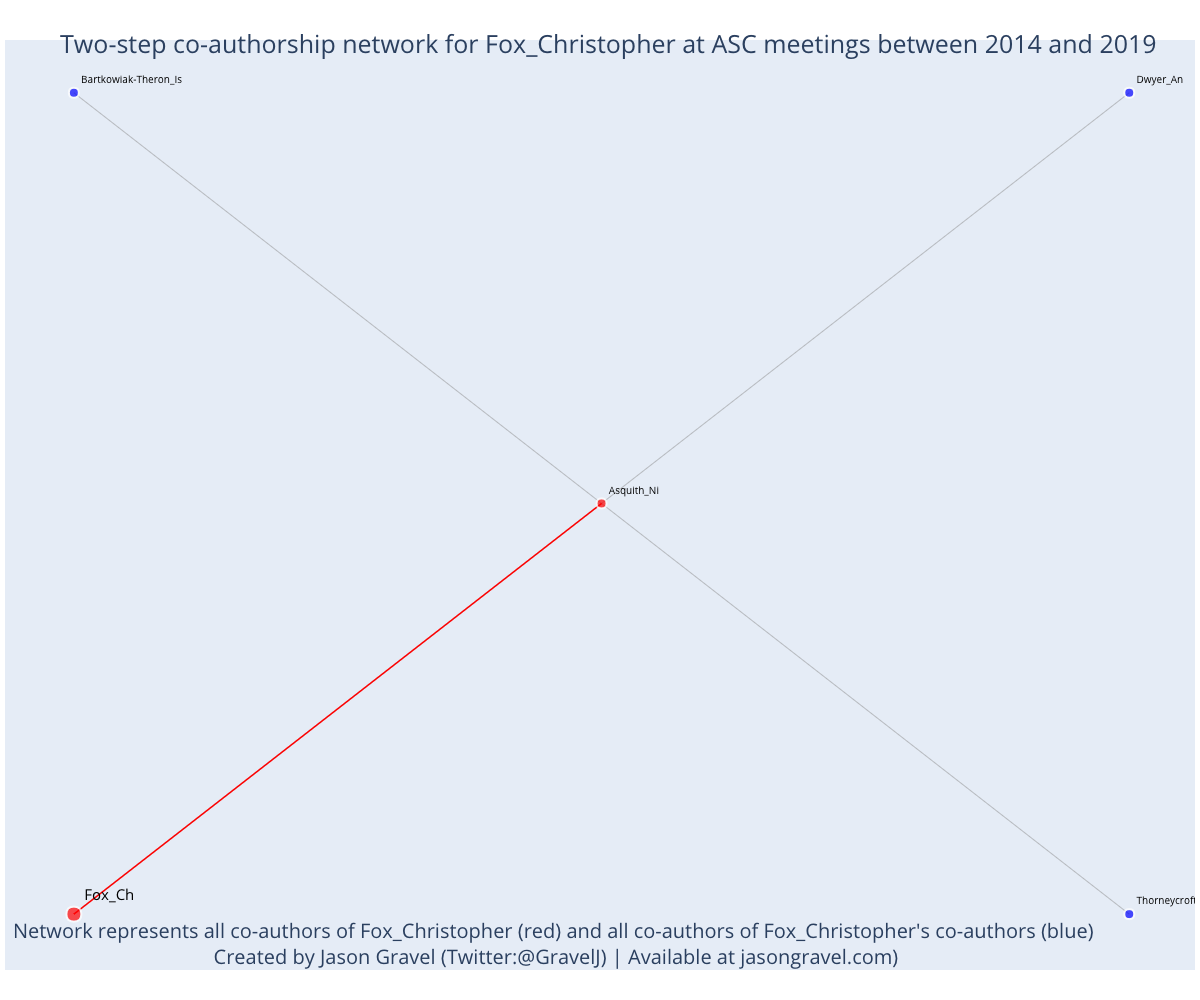 Two-step co-authorship network for Fox_Christopher at ASC meetings between 2014 and 2019
Bartkowiak-Theron_Is
Dwyer_An
Asquith_Ni
Fox_Ch
Thorneycroft
Network represents all co-authors of Fox_Christopher (red) and all co-authors of Fox_Christopher's co-authors (blue)
Created by Jason Gravel (Twitter:@GravelJ) | Available at jasongravel.com)